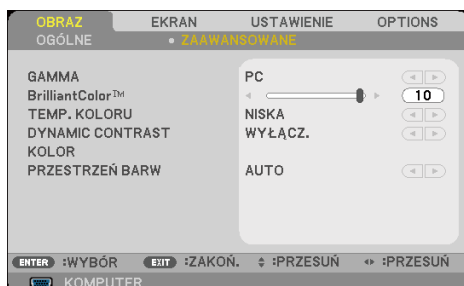 OBRAZ EKRAN USTAWIENIE OPTIONS
OGÓLNE • ZAAWANSOWANE
GAMMA PC
BrilliantColor™ 10
TEMP. KOLORU NISKA
DYNAMIC CONTRAST WYŁĄCZ.
KOLOR
PRZESTRZEŃ BARW AUTO
ENTER :WYBÓR EXIT :ZAKOŃ. :PRZESUŃ :PRZESUŃ
KOMPUTER